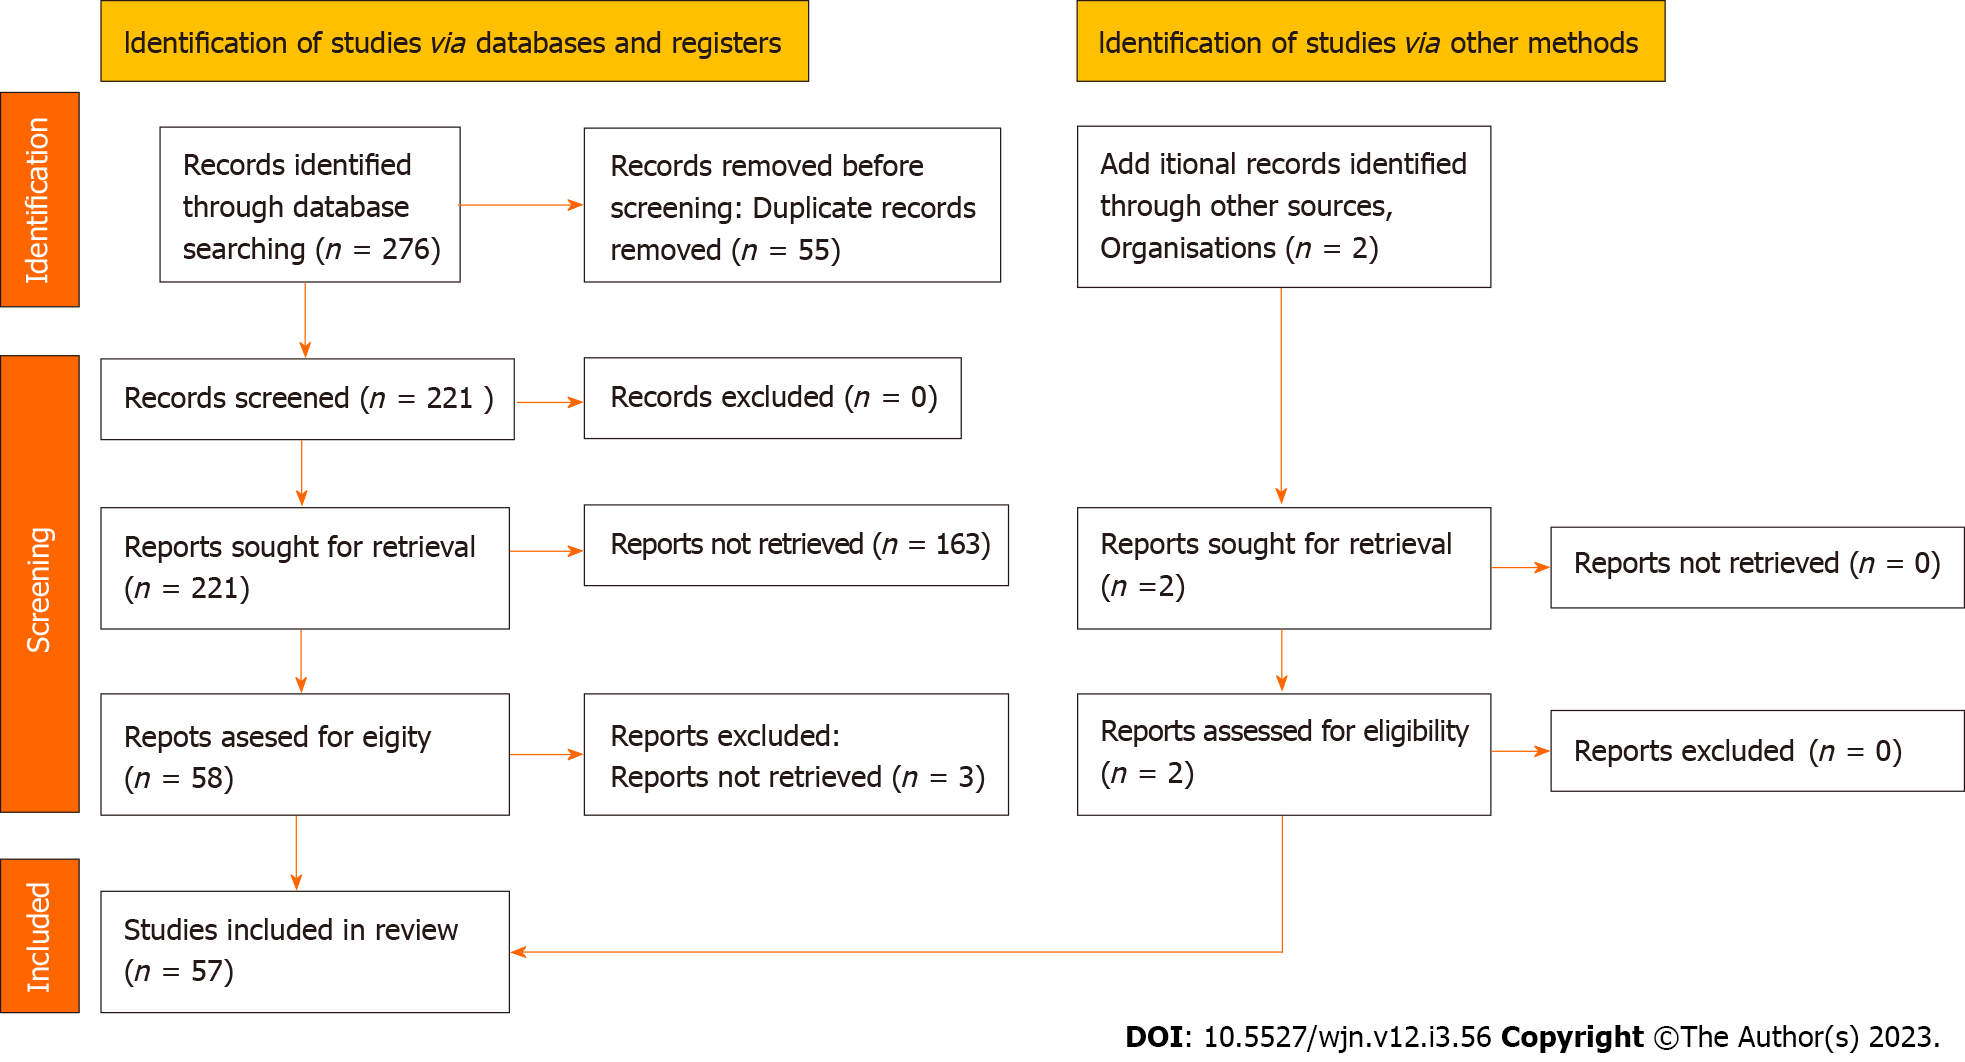 Identification of studies via databases and registers
Identification of studies via other methods
Identification
Records identified
through database
searching (n = 276)
Records removed before
screening: Duplicate records
removed (n = 55)
Add itional records identified
through other sources,
Organisations (n = 2)
Screening
Records screened (n = 221 )
Records excluded (n = 0)
Reports sought for retrieval
(n = 221)
Reports not retrieved (n = 163)
Reports sought for retrieval
(n =2)
Reports not retrieved (n = 0)
Repots asesed for eigity
(n = 58)
Reports excluded:
Reports not retrieved (n = 3)
Reports assessed for eligibility
(n = 2)
Reports excluded (n = 0)
Included
Studies included in review
(n = 57)
DOI: 10.5527/wjn.v12.i3.56 Copyright ©The Author(s) 2023.